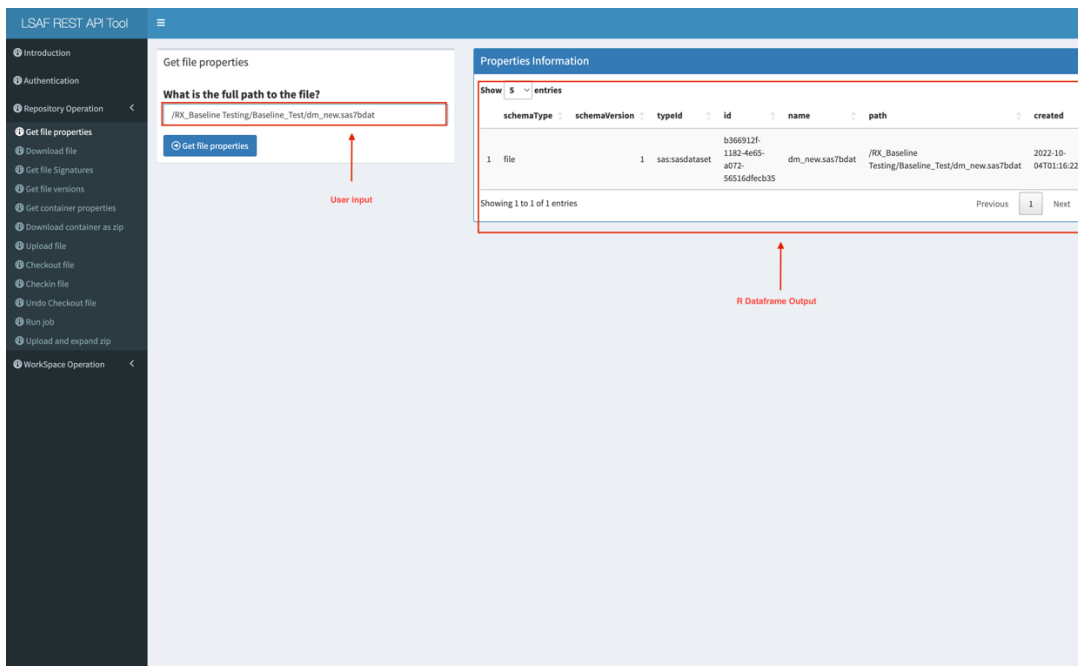 LSAF REST API Tool
Introduction
Authentication
Repository Operation
Get file properties
Download file
Get file Signatures
Get file versions
Get container properties
Download container as zip
Upload file
Checkout file
Checkin file
Undo Checkout file
Run job
Upload and expand zip
WorkSpace Operation
Get file properties
What is the full path to the file?
/RX_Baseline Testing/Baseline_Test/dm_new.sas7bdat
Get file properties
User input
Properties Information
Show 5 entries
schemaType schemaVersion typeId id name path created
1 file 1 sas:sasdataset b366912f-
1182-4e65-
a072-
56516dfecb35 dm_new.sas7bdat /RX_Baseline
Testing/Baseline_Test/dm_new.sas7bdat 2022-10-
04T01:16:22
Showing 1 to 1 of 1 entries Previous 1 Next
R Dataframe Output